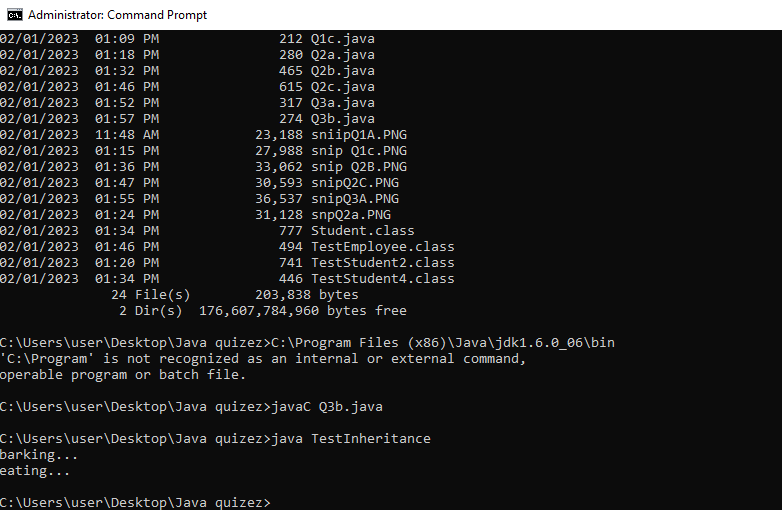 Administrator: Command Prompt
02/01/2023  01:09 PM               212 Q1c.java
02/01/2023  01:18 PM               280 Q2a.java
02/01/2023  01:32 PM               465 Q2b.java
02/01/2023  01:46 PM               615 Q2c.java
02/01/2023  01:52 PM               317 Q3a.java
02/01/2023  01:57 PM               274 Q3b.java
02/01/2023  11:48 AM            23,188 sniipQ1A.PNG
02/01/2023  01:15 PM            27,988 snip Q1c.PNG
02/01/2023  01:36 PM            33,062 snip Q2B.PNG
02/01/2023  01:47 PM            30,593 snipQ2C.PNG
02/01/2023  01:55 PM            36,537 snipQ3A.PNG
02/01/2023  01:24 PM            31,128 snpQ2a.PNG
02/01/2023  01:34 PM               777 Student.class
02/01/2023  01:46 PM               494 TestEmployee.class
02/01/2023  01:20 PM               741 TestStudent2.class
02/01/2023  01:34 PM               446 TestStudent4.class
24 File(s)        203,838 bytes
2 Dir(s)  176,607,784,960 bytes free
C:\Users\user\Desktop\Java quizez>C:\Program Files (x86)\Java\jdk1.6.0_06\bin
'C:\Program' is not recognized as an internal or external command,
operable program or batch file.
C:\Users\user\Desktop\Java quizez>javaC Q3b.java
C:\Users\user\Desktop\Java quizez>java TestInheritance
barking...
eating...
C:\Users\user\Desktop\Java quizez>